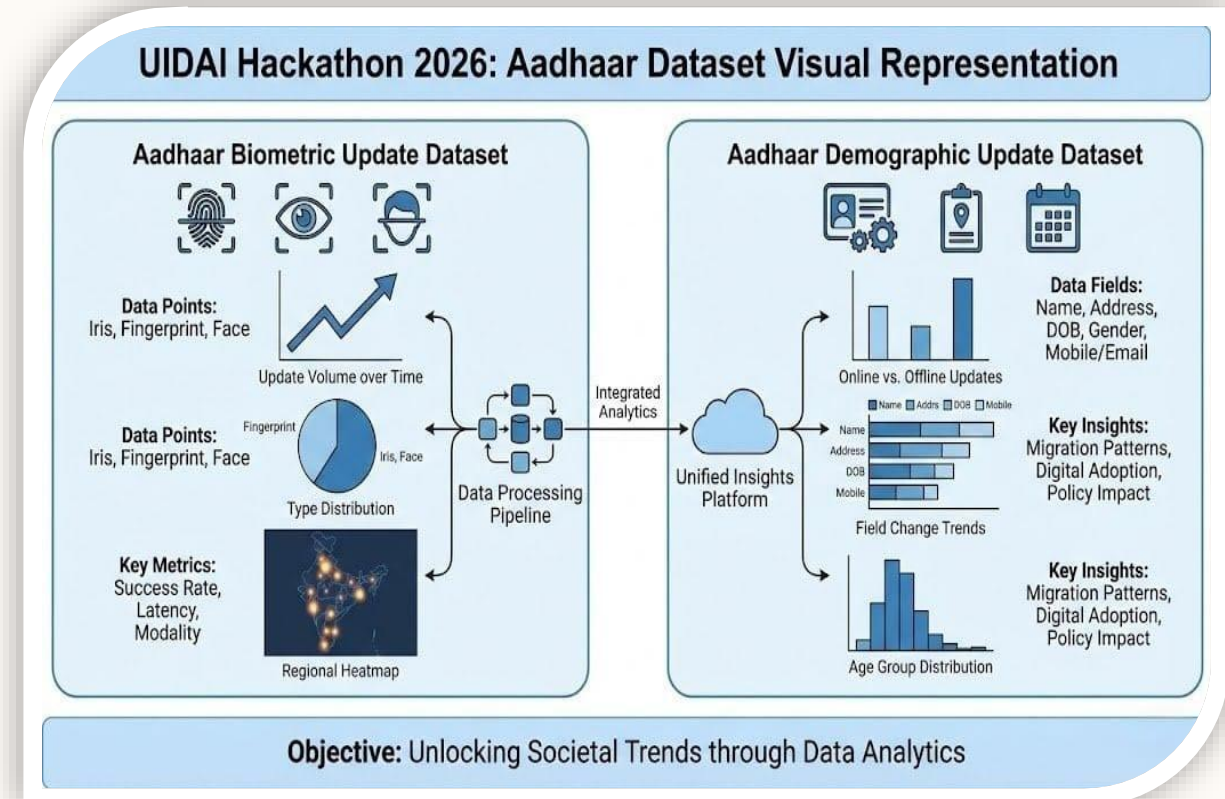 UIDAI Hackathon 2026: Aadhaar Dataset Visual Representation
Aadhaar Biometric Update Dataset
Data Points:
Iris, Fingerprint, Face
Update Volume over Time
Data Points:
Iris, Fingerprint, Face
Fingerprint
Iris, Face
Type Distribution
Key Metrics:
Success Rate,
Latency,
Modality
Regional Heatmap
Data Processing
Pipeline
Integrated
Analytics
Unified Insights
Platform
Aadhaar Demographic Update Dataset
Online vs. Offline Updates
Data Fields:
Name, Address,
DOB, Gender,
Mobile/Email
Name Addrs DOB Mobile
Name
Address
DOB
Mobile
Field Change Trends
Key Insights:
Migration Patterns,
Digital Adoption,
Policy Impact
Age Group Distribution
Key Insights:
Migration Patterns,
Digital Adoption,
Policy Impact
Objective: Unlocking Societal Trends through Data Analytics